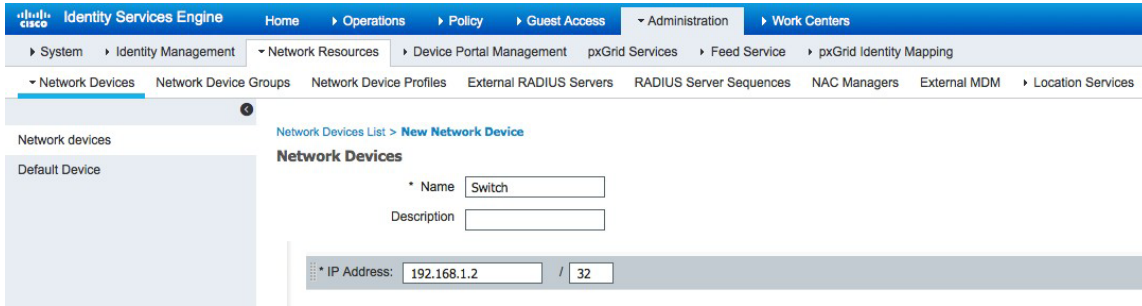 cisco Identity Services Engine Home Operations Policy Guest Access Administration Work Centers
System Identity Management Network Resources Device Portal Management pxGrid Services Feed Service pxGrid Identity Mapping
Network Devices Network Device Groups Network Device Profiles External RADIUS Servers RADIUS Server Sequences NAC Managers External MDM Location Services
Network devices
Default Device
Network Devices List > New Network Device
Network Devices
* Name Switch
Description
* IP Address: 192.168.1.2 / 32